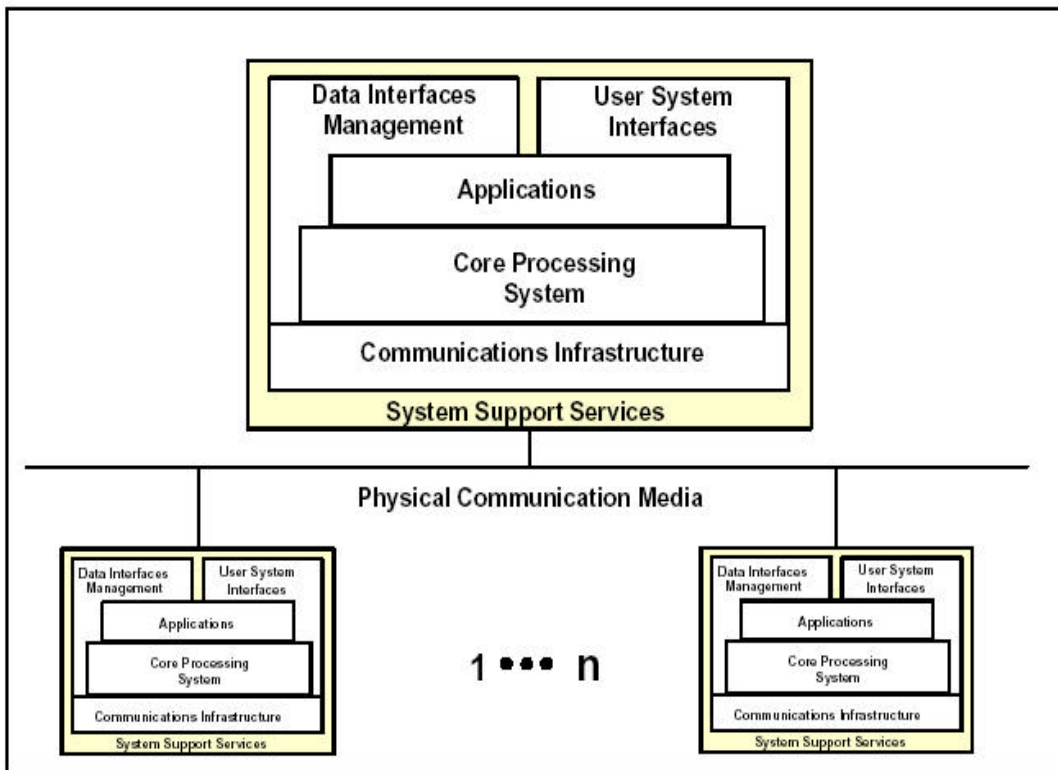 Data Interfaces
Management
User System
Interfaces
Applications
Core Processing
System
Communications Infrastructure
System Support Services
Physical Communication Media
Data Interfaces
Management
User System
Interfaces
Applications
Core Processing
System
Communications Infrastructure
System Support Services
1 ••• n
Data Interfaces
Management
User System
Interfaces
Applications
Core Processing
System
Communications Infrastructure
System Support Services